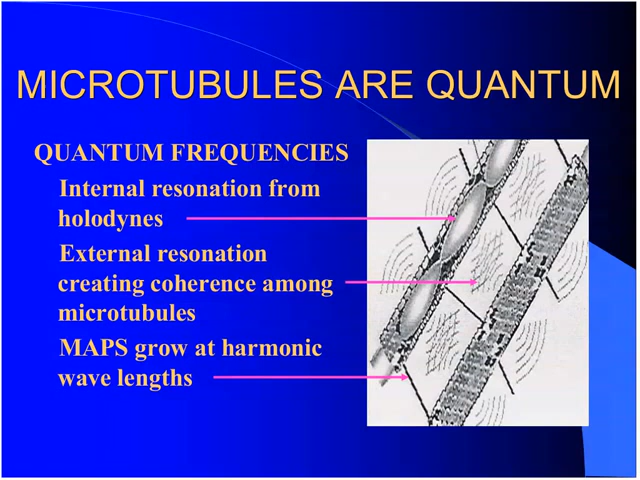 MICROTUBULES ARE QUANTUM
QUANTUM FREQUENCIES
Internal resonation from
holodynes
External resonation
creating coherence among
microtubules
MAPS grow at harmonic
wave lengths